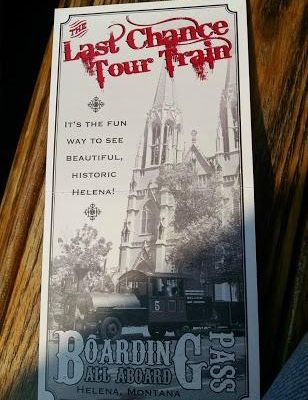 THE
Last Chance
Tour Train
IT'S THE FUN
WAY TO SEE
BEAUTIFUL,
HISTORIC
HELENA!
5
BOARDING
PASS
ALL ABOARD
HELENA, MONTANA